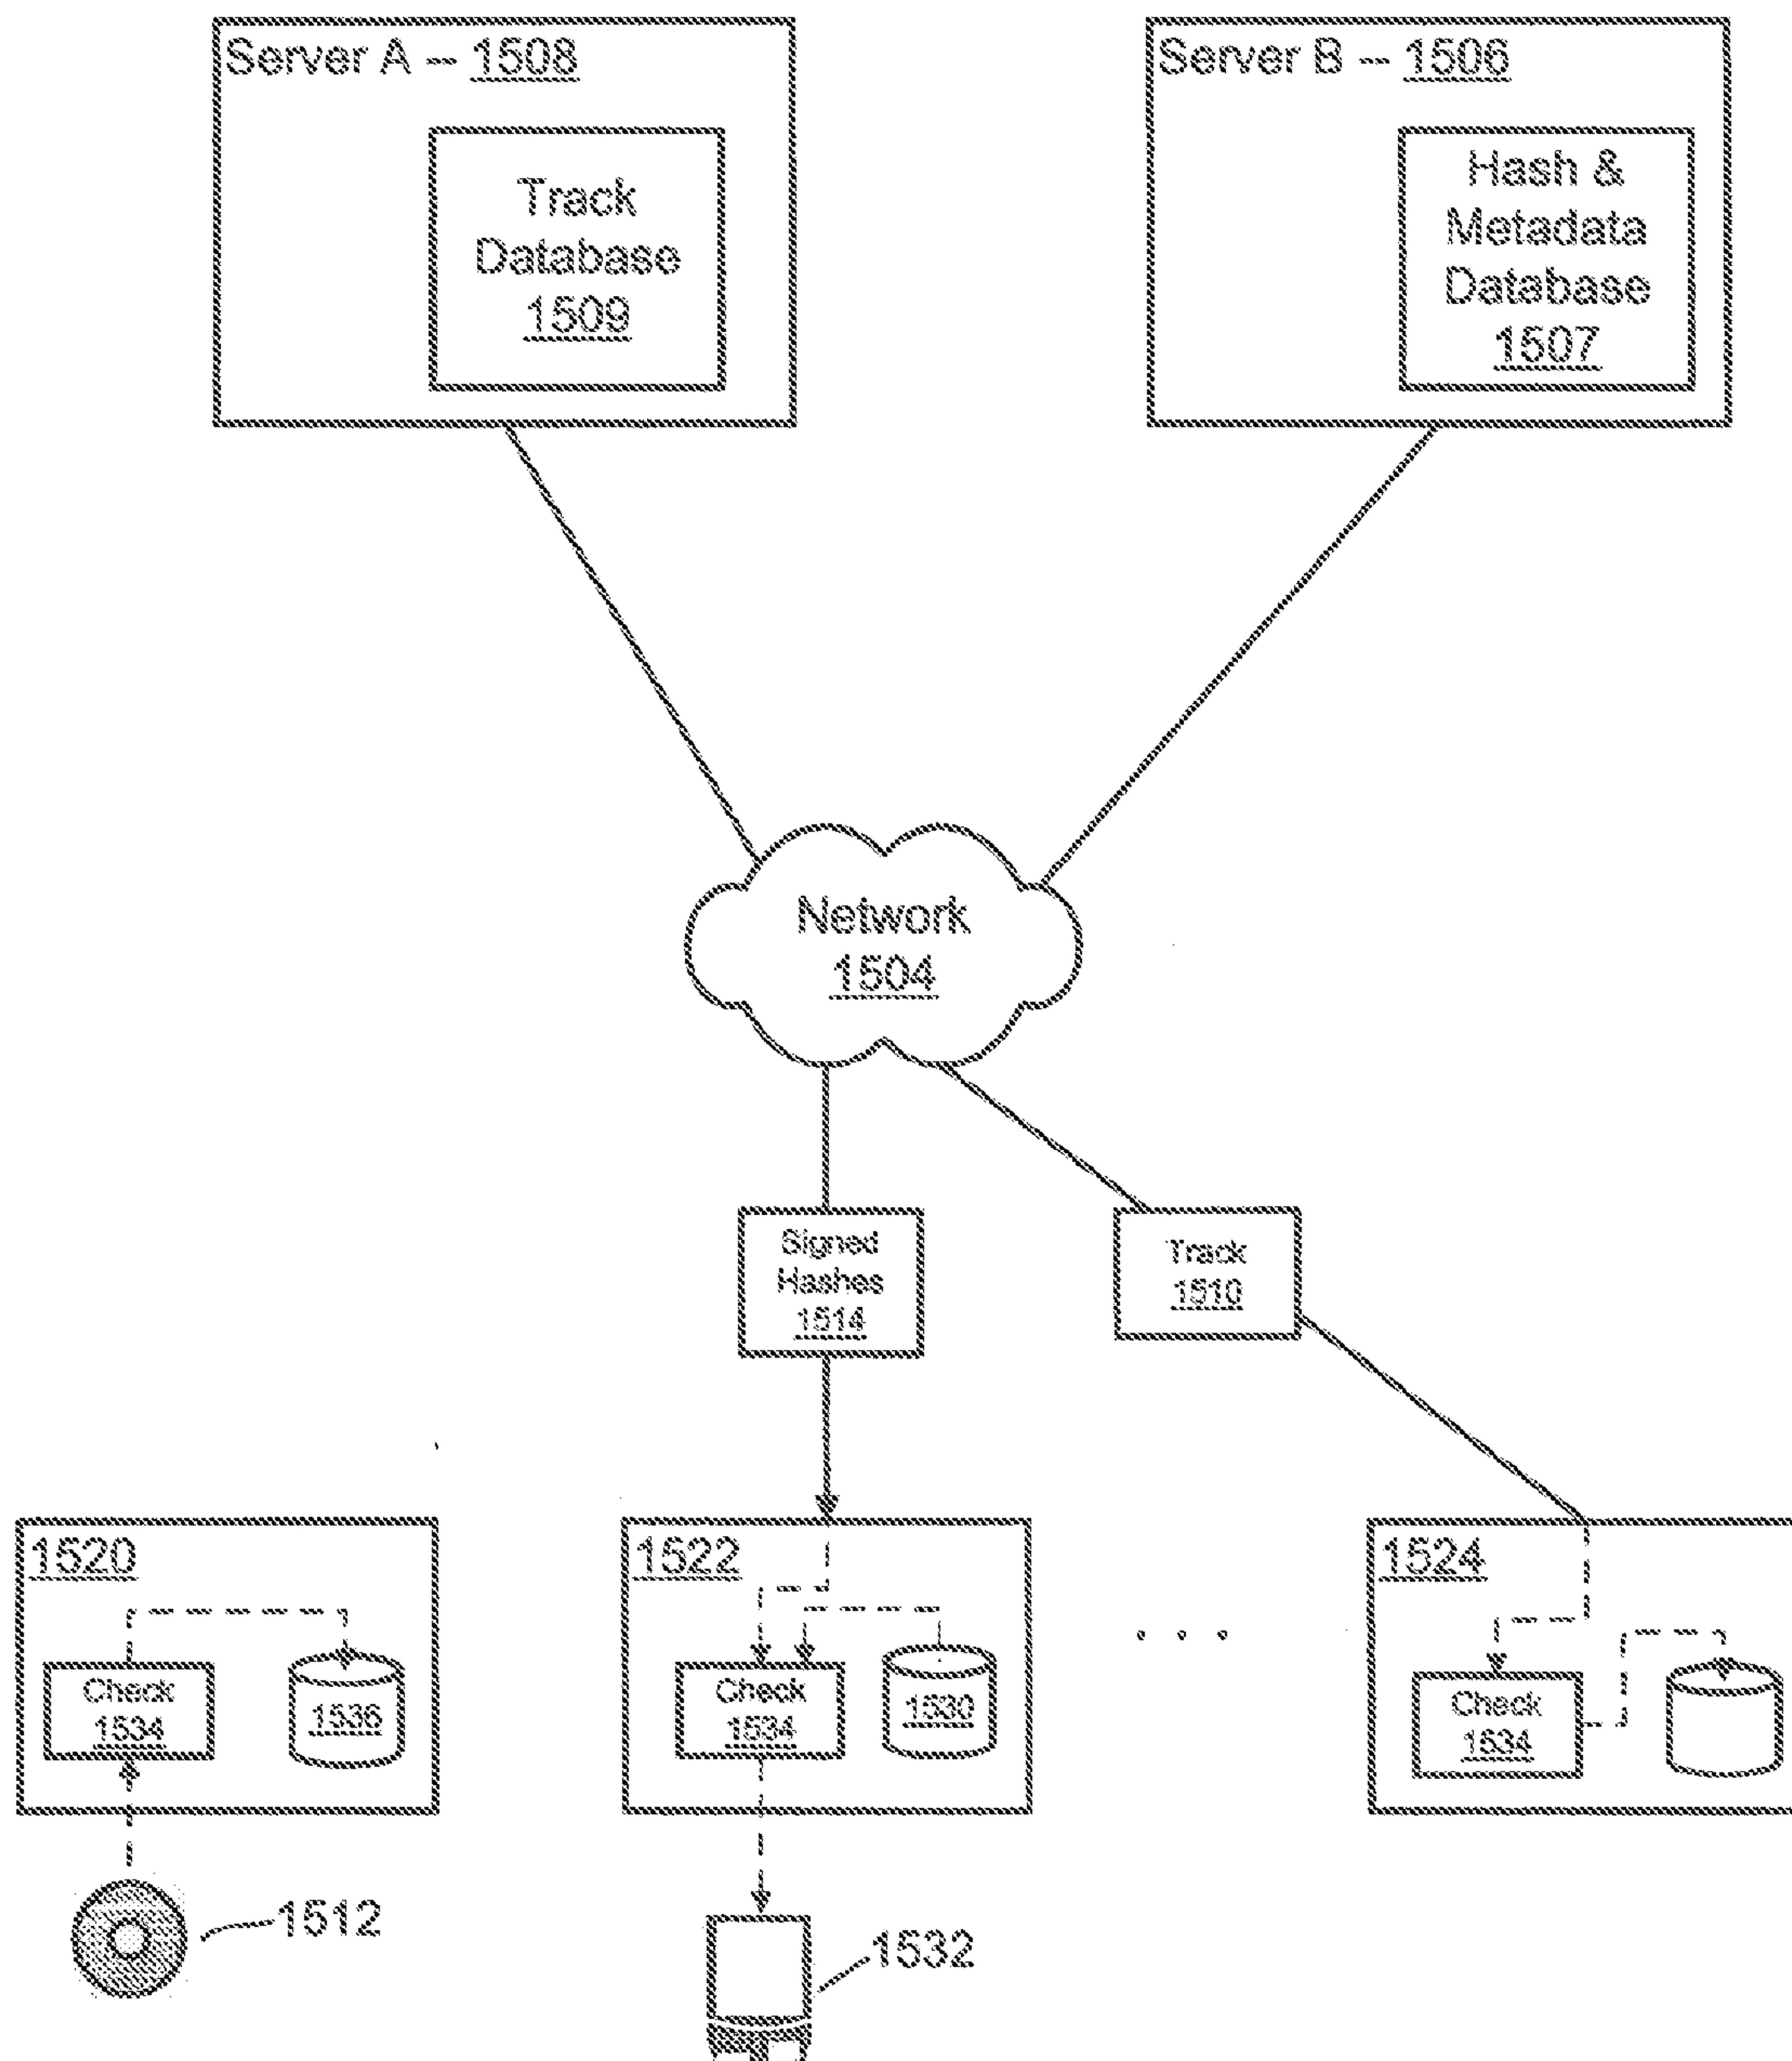 Server A -- 1508
Track
Database
1509
Server B -- 1506
Hash &
Metadata
Database
1507
Network
1504
Signed
Hashes
1514
Track
1510
1520
Check
1534
1536
1512
1522
Check
1534
1530
1532
. . .
1524
Check
1534